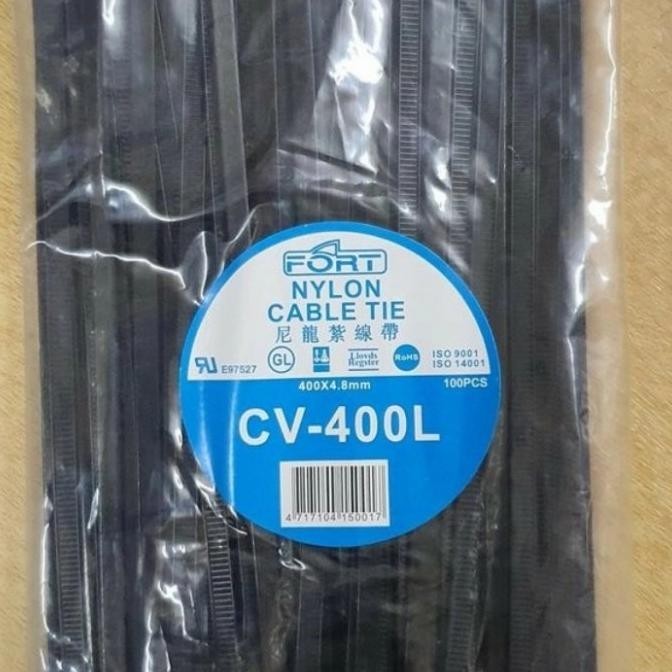 FORT
NYLON
CABLE TIE
尼龍紮線帶
E97527
GL
Lloyds
Register
RoHS
ISO 9001
ISO 14001
400X4.8mm
100PCS
CV-400L
4 717104 150017